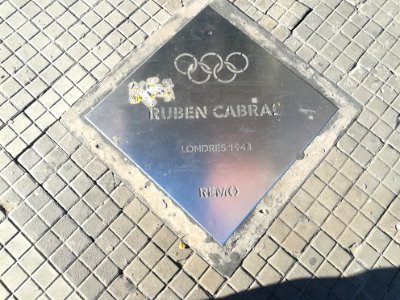 RUBEN CABRAL
LONDRES 1948
REMO